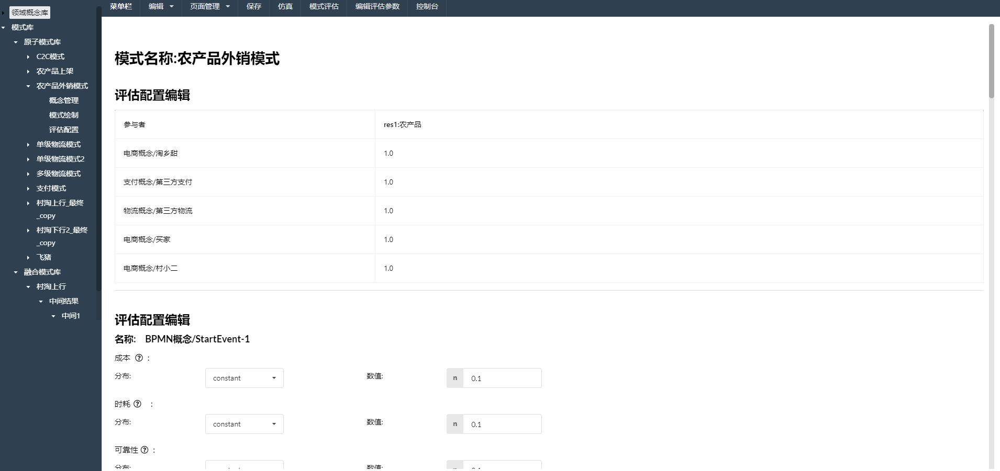 领域概念库
模式库
原子模式库
C2C模式
农产品上架
农产品外销模式
概念管理
模式绘制
评估配置
单级物流模式
单级物流模式2
多级物流模式
支付模式
村淘上行_最终
_copy
村淘下行2_最终
_copy
飞猪
融合模式库
村淘上行
中间结果
中间1
菜单栏 编辑 页面管理 保存 仿真 模式评估 编辑评估参数 控制台
模式名称:农产品外销模式
评估配置编辑
参与者 res1:农产品
电商概念/淘乡甜 1.0
支付概念/第三方支付 1.0
物流概念/第三方物流 1.0
电商概念/买家 1.0
电商概念/村小二 1.0
评估配置编辑
名称: BPMN概念/StartEvent-1
成本 :
分布: constant 数值: n 0.1
时耗 :
分布: constant 数值: n 0.1
可靠性 :
分布: 数值: